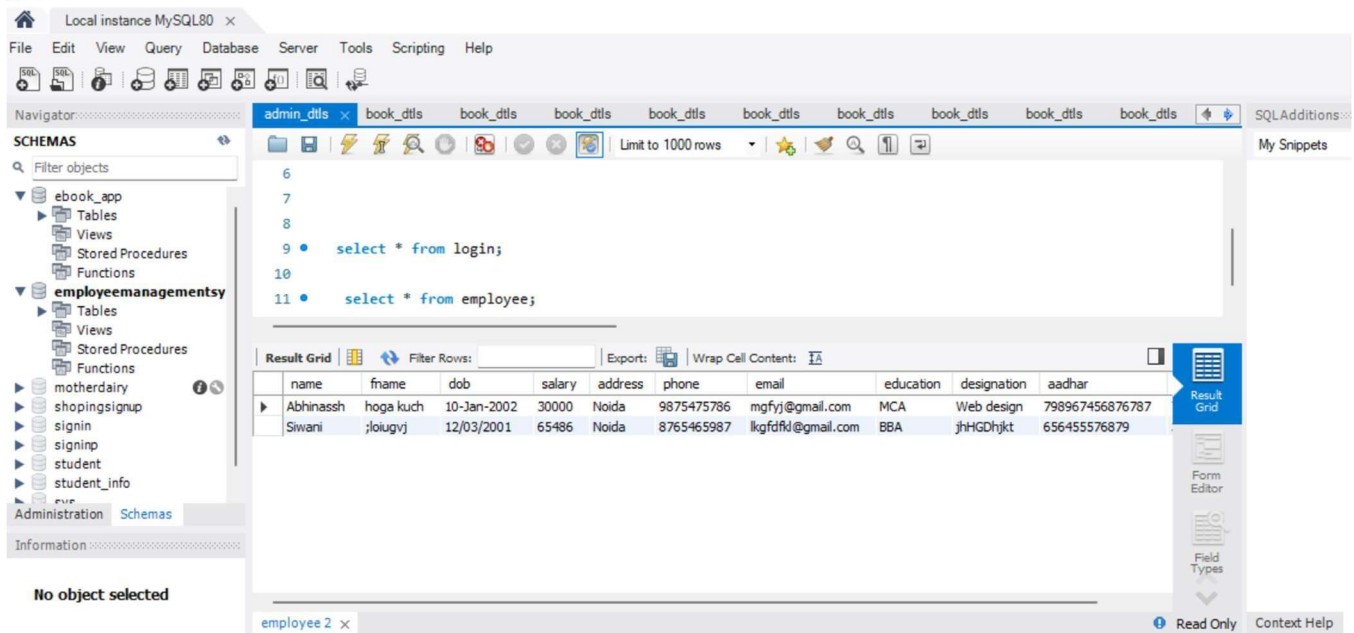 Local instance MySQL80 ×
File Edit View Query Database Server Tools Scripting Help
Navigator
SCHEMAS
Filter objects
ebook_app
Tables
Views
Stored Procedures
Functions
employeemanagementsy
Tables
Views
Stored Procedures
Functions
motherdairy
shopingsignup
signin
signinp
student
student_info
sys
Administration Schemas
Information
No object selected
admin_dtls × book_dtls book_dtls book_dtls book_dtls book_dtls book_dtls book_dtls book_dtls book_dtls
Limit to 1000 rows
6
7
8
9 select * from login;
10
11 select * from employee;
Result Grid Filter Rows: Export: Wrap Cell Content:
name fname dob salary address phone email education designation aadhar
Abhinassh hoga kuch 10-Jan-2002 30000 Noida 9875475786 mgfyj@gmail.com MCA Web design 798967456876787
Siwani ;loiugvj 12/03/2001 65486 Noida 8765465987 lkgfdfkl@gmail.com BBA jhHGDhjkt 656455576879
Result Grid
Form Editor
Field Types
employee 2 ×
Read Only
SQLAdditions
My Snippets
Context Help